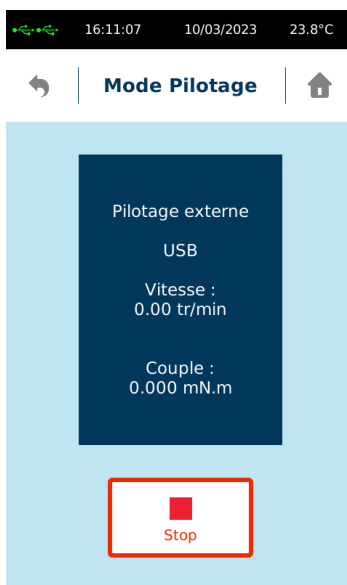 16:11:07 10/03/2023 23.8°C
Mode Pilotage
Pilotage externe
USB
Vitesse :
0.00 tr/min
Couple :
0.000 mN.m
Stop